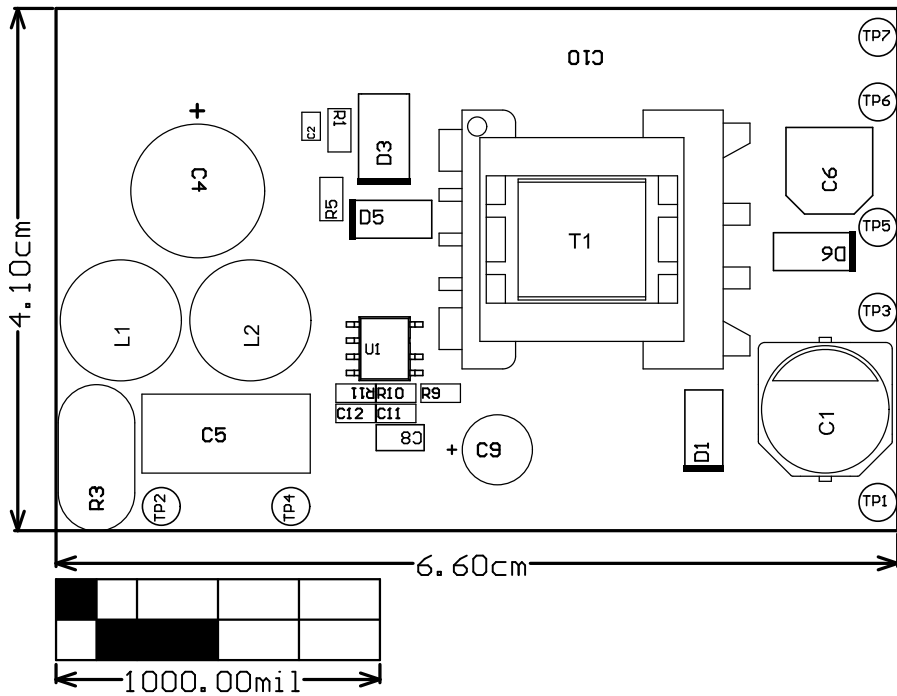 TP7
C10
TP6
+
C2
R1
D3
C4
C6
R5
D5
TP5
T1
D6
4.10cm
TP3
L1
L2
U1
R11
R10
R9
C12
C11
C1
C5
C8
+
C9
D1
R3
TP2
TP4
TP1
6.60cm
1000.00mil